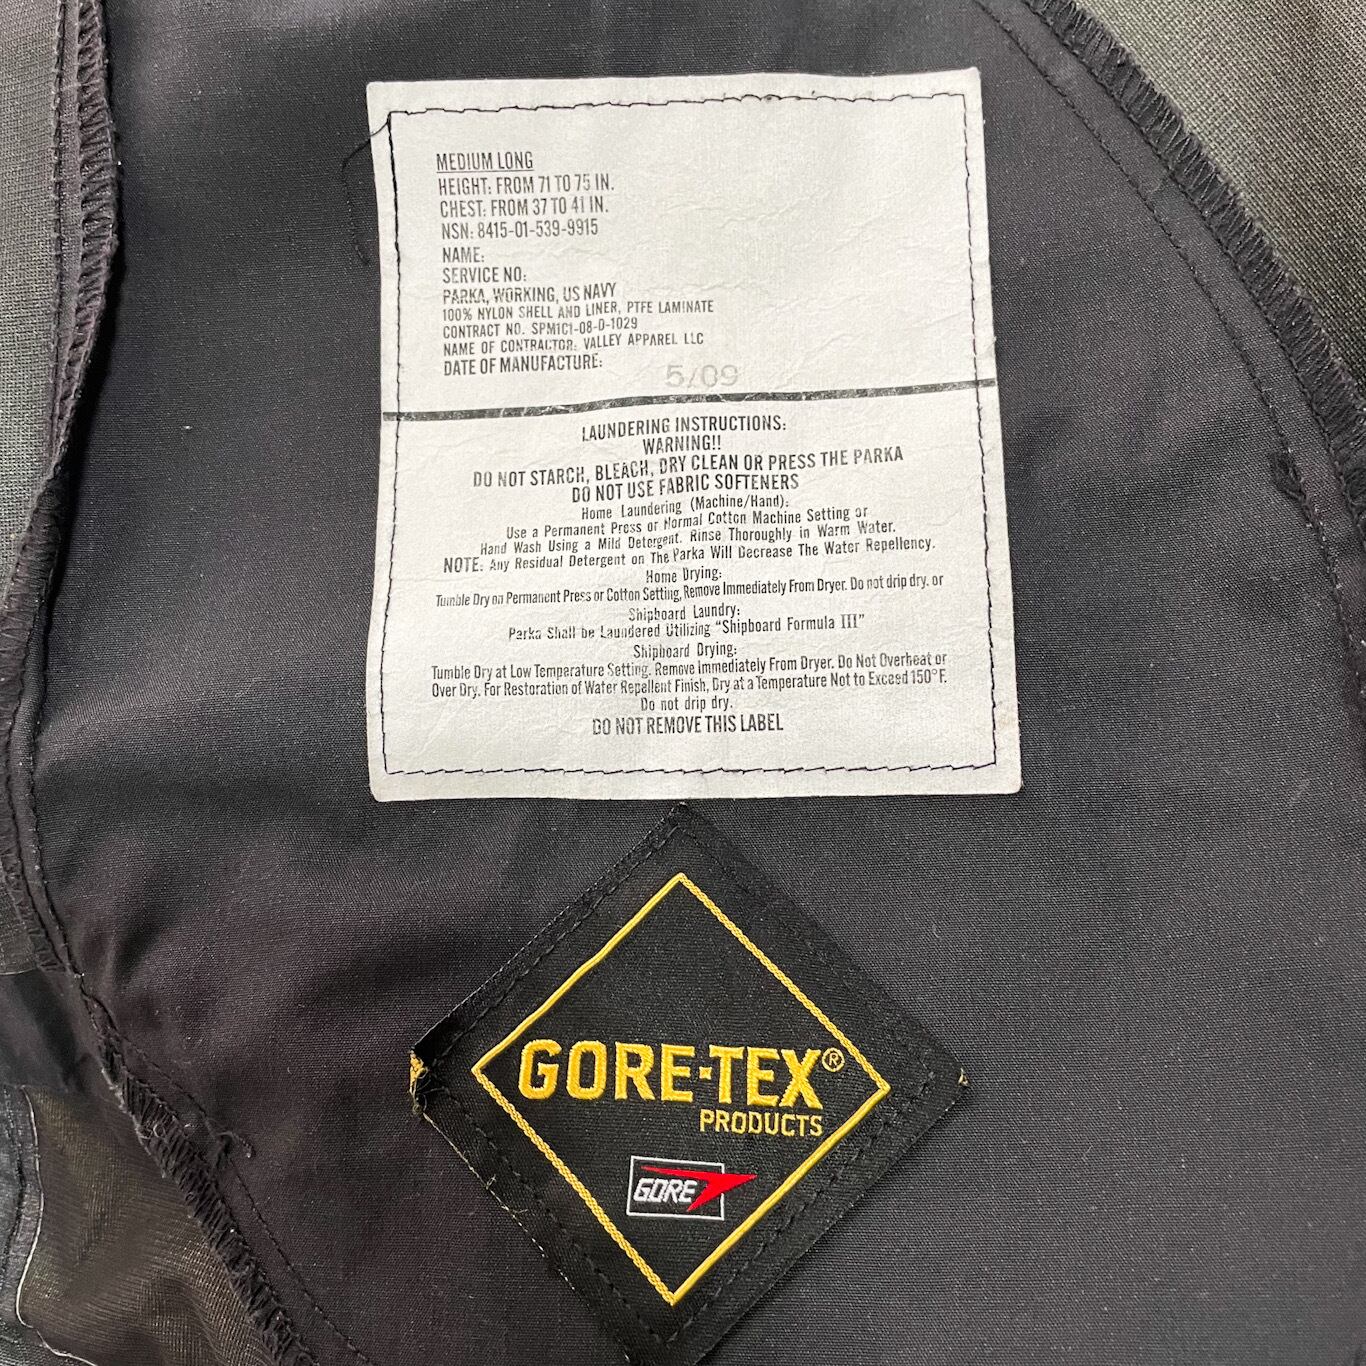 MEDIUM LONG
HEIGHT: FROM 71 TO 75 IN.
CHEST: FROM 37 TO 41 IN.
NSN: 8415-01-539-9915
NAME:
SERVICE NO:
PARKA, WORKING, US NAVY
100% NYLON SHELL AND LINER, PTFE LAMINATE
CONTRACT NO. SPM1C1-08-D-1029
NAME OF CONTRACTOR: VALLEY APPAREL LLC
DATE OF MANUFACTURE: 5/09
LAUNDERING INSTRUCTIONS:
WARNING!!
DO NOT STARCH, BLEACH, DRY CLEAN OR PRESS THE PARKA
DO NOT USE FABRIC SOFTENERS
Home Laundering (Machine/Hand):
Use a Permanent Press or Normal Cotton Machine Setting or
Hand Wash Using a Mild Detergent. Rinse Thoroughly in Warm Water.
NOTE: Any Residual Detergent on The Parka Will Decrease The Water Repellency.
Home Drying:
Tumble Dry on Permanent Press or Cotton Setting, Remove Immediately From Dryer. Do not drip dry. or
Shipboard Laundry:
Parka Shall be Laundered Utilizing "Shipboard Formula III"
Shipboard Drying:
Tumble Dry at Low Temperature Setting. Remove Immediately From Dryer. Do Not Overheat or
Over Dry. For Restoration of Water Repellent Finish, Dry at a Temperature Not to Exceed 150°F.
Do not drip dry.
DO NOT REMOVE THIS LABEL
GORE-TEX®
PRODUCTS
GORE